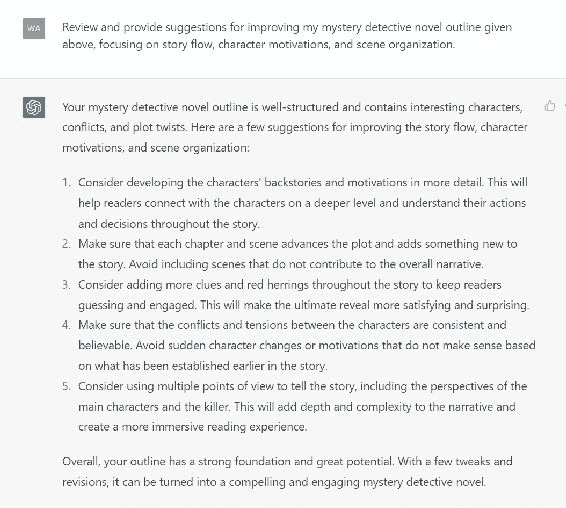 WA
Review and provide suggestions for improving my mystery detective novel outline given
above, focusing on story flow, character motivations, and scene organization.
Your mystery detective novel outline is well-structured and contains interesting characters,
conflicts, and plot twists. Here are a few suggestions for improving the story flow, character
motivations, and scene organization:
1. Consider developing the characters' backstories and motivations in more detail. This will
help readers connect with the characters on a deeper level and understand their actions
and decisions throughout the story.
2. Make sure that each chapter and scene advances the plot and adds something new to
the story. Avoid including scenes that do not contribute to the overall narrative.
3. Consider adding more clues and red herrings throughout the story to keep readers
guessing and engaged. This will make the ultimate reveal more satisfying and surprising.
4. Make sure that the conflicts and tensions between the characters are consistent and
believable. Avoid sudden character changes or motivations that do not make sense based
on what has been established earlier in the story.
5. Consider using multiple points of view to tell the story, including the perspectives of the
main characters and the killer. This will add depth and complexity to the narrative and
create a more immersive reading experience.
Overall, your outline has a strong foundation and great potential. With a few tweaks and
revisions, it can be turned into a compelling and engaging mystery detective novel.